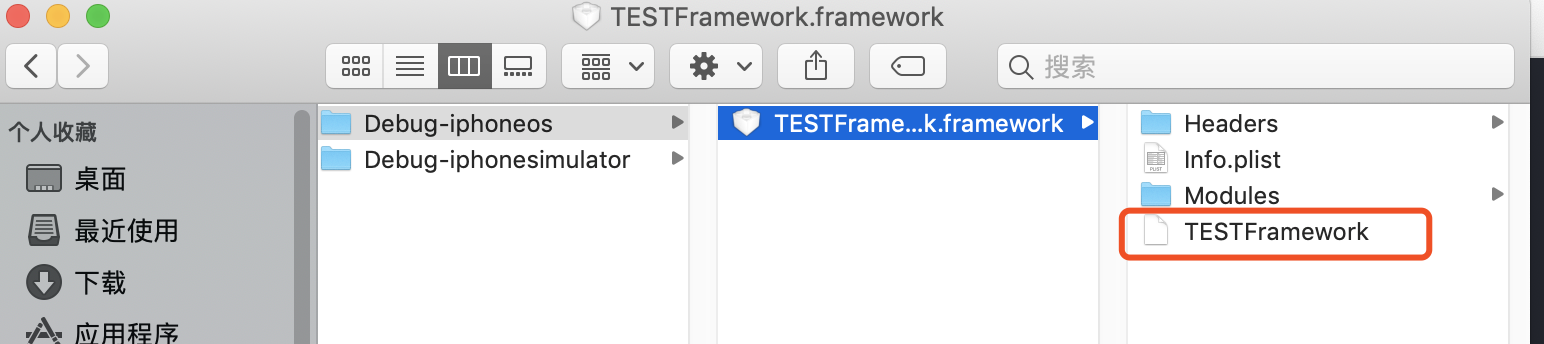 TESTFramework.framework
搜索
个人收藏
桌面
最近使用
下载
应用程序
Debug-iphoneos
Debug-iphonesimulator
TESTFrame...k.framework
Headers
Info.plist
Modules
TESTFramework